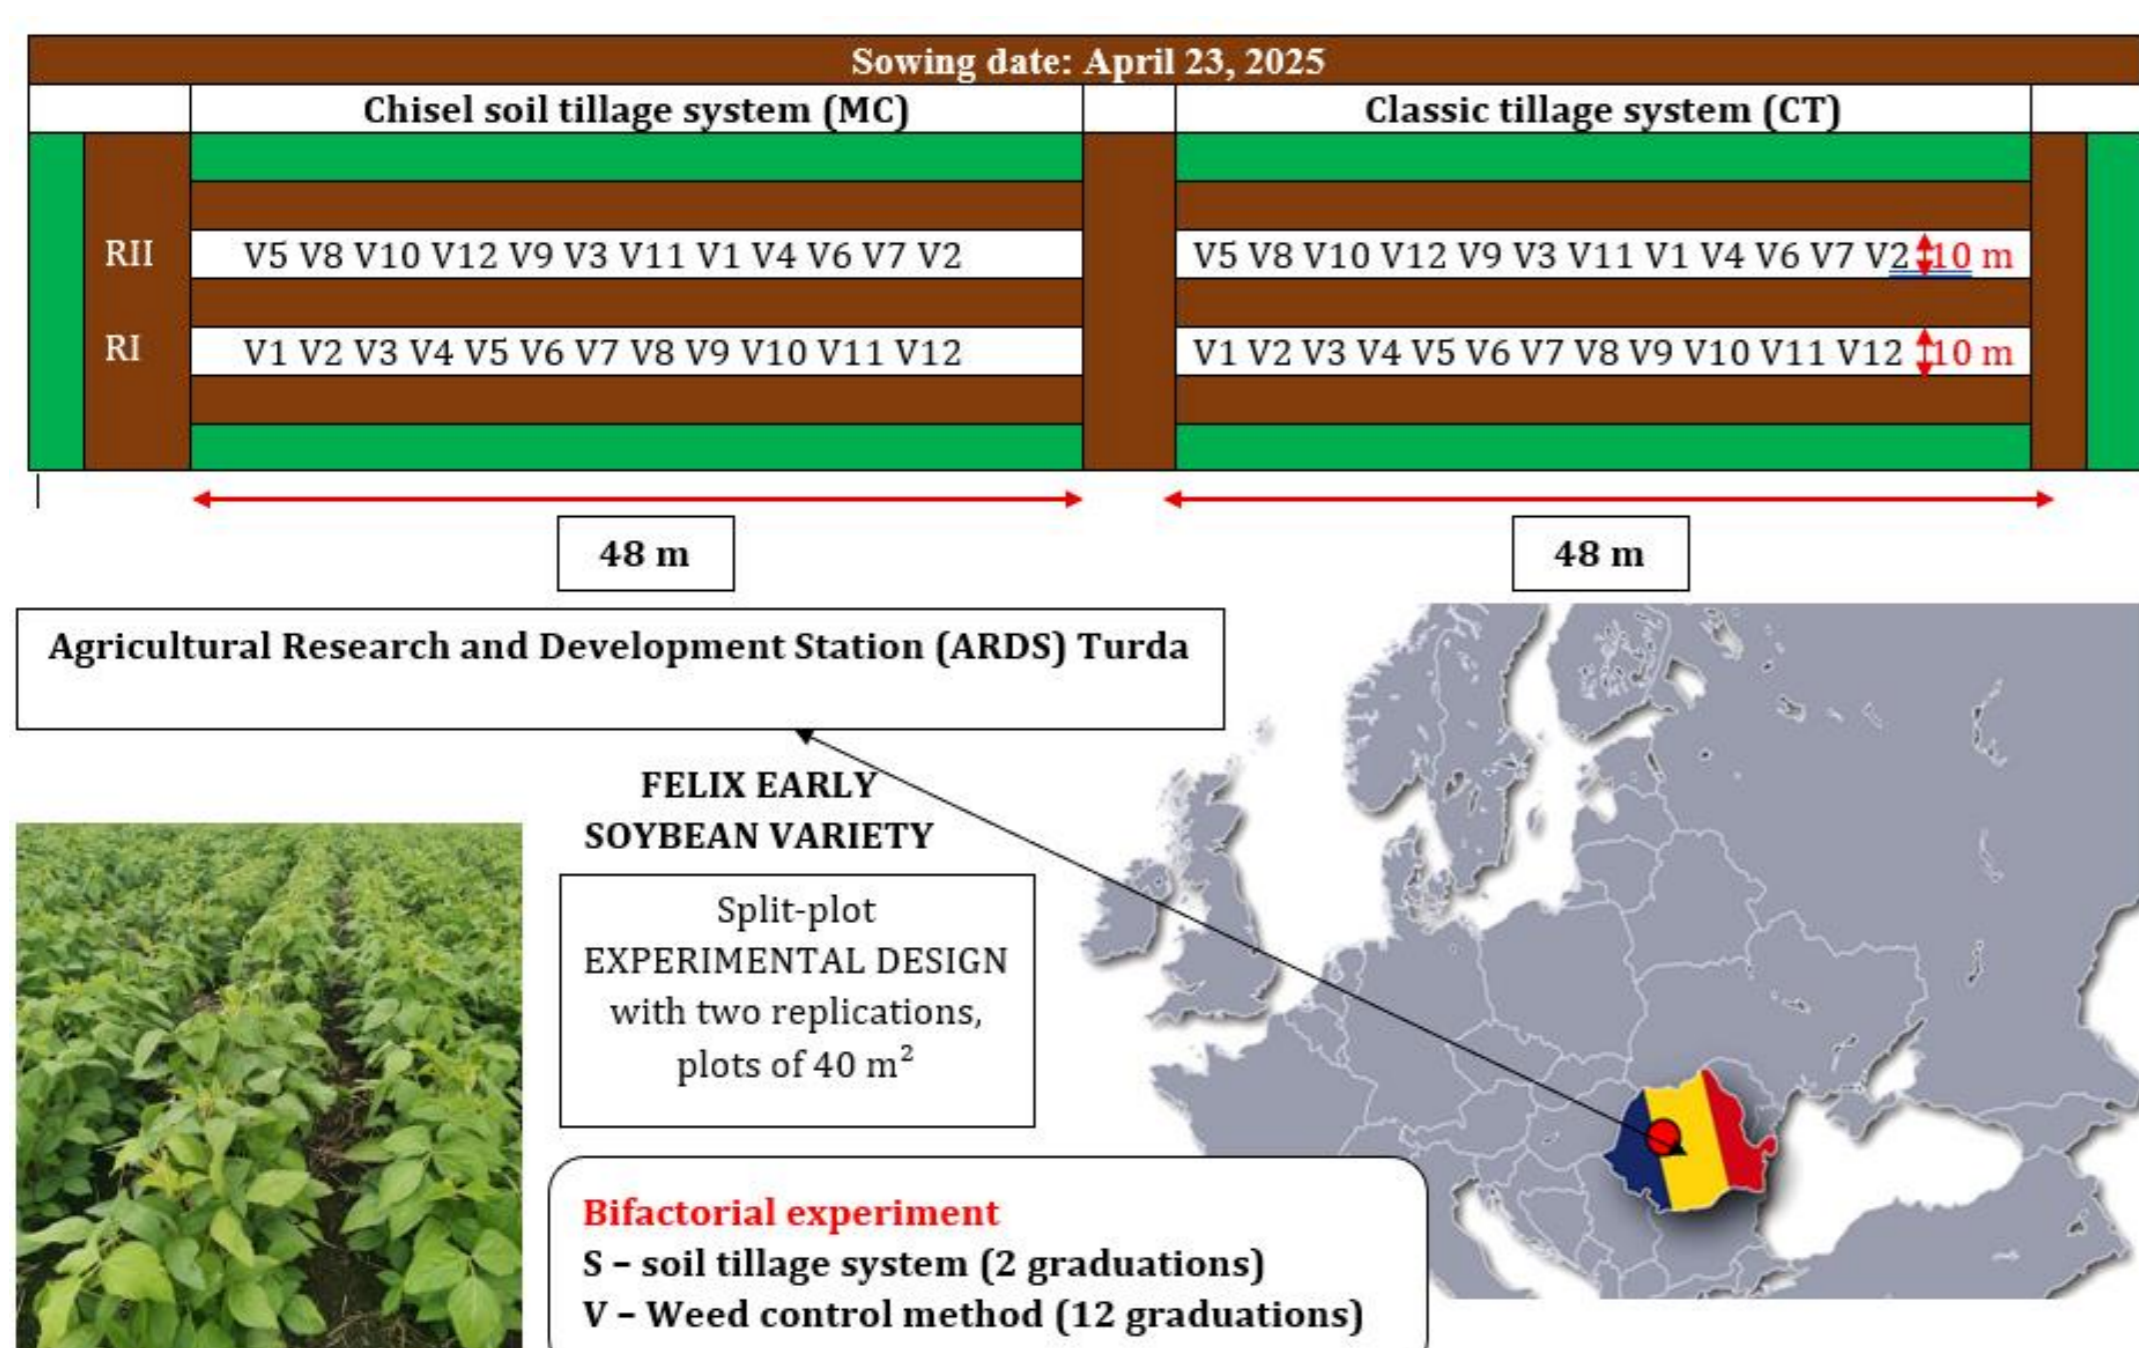 Sowing date: April 23, 2025
Chisel soil tillage system (MC)
Classic tillage system (CT)
RII
V5 V8 V10 V12 V9 V3 V11 V1 V4 V6 V7 V2
V5 V8 V10 V12 V9 V3 V11 V1 V4 V6 V7 V2 10 m
RI
V1 V2 V3 V4 V5 V6 V7 V8 V9 V10 V11 V12
V1 V2 V3 V4 V5 V6 V7 V8 V9 V10 V11 V12 10 m
48 m
48 m
Agricultural Research and Development Station (ARDS) Turda
FELIX EARLY
SOYBEAN VARIETY
Split-plot
EXPERIMENTAL DESIGN
with two replications,
plots of 40 m²
Bifactorial experiment
S – soil tillage system (2 graduations)
V – Weed control method (12 graduations)